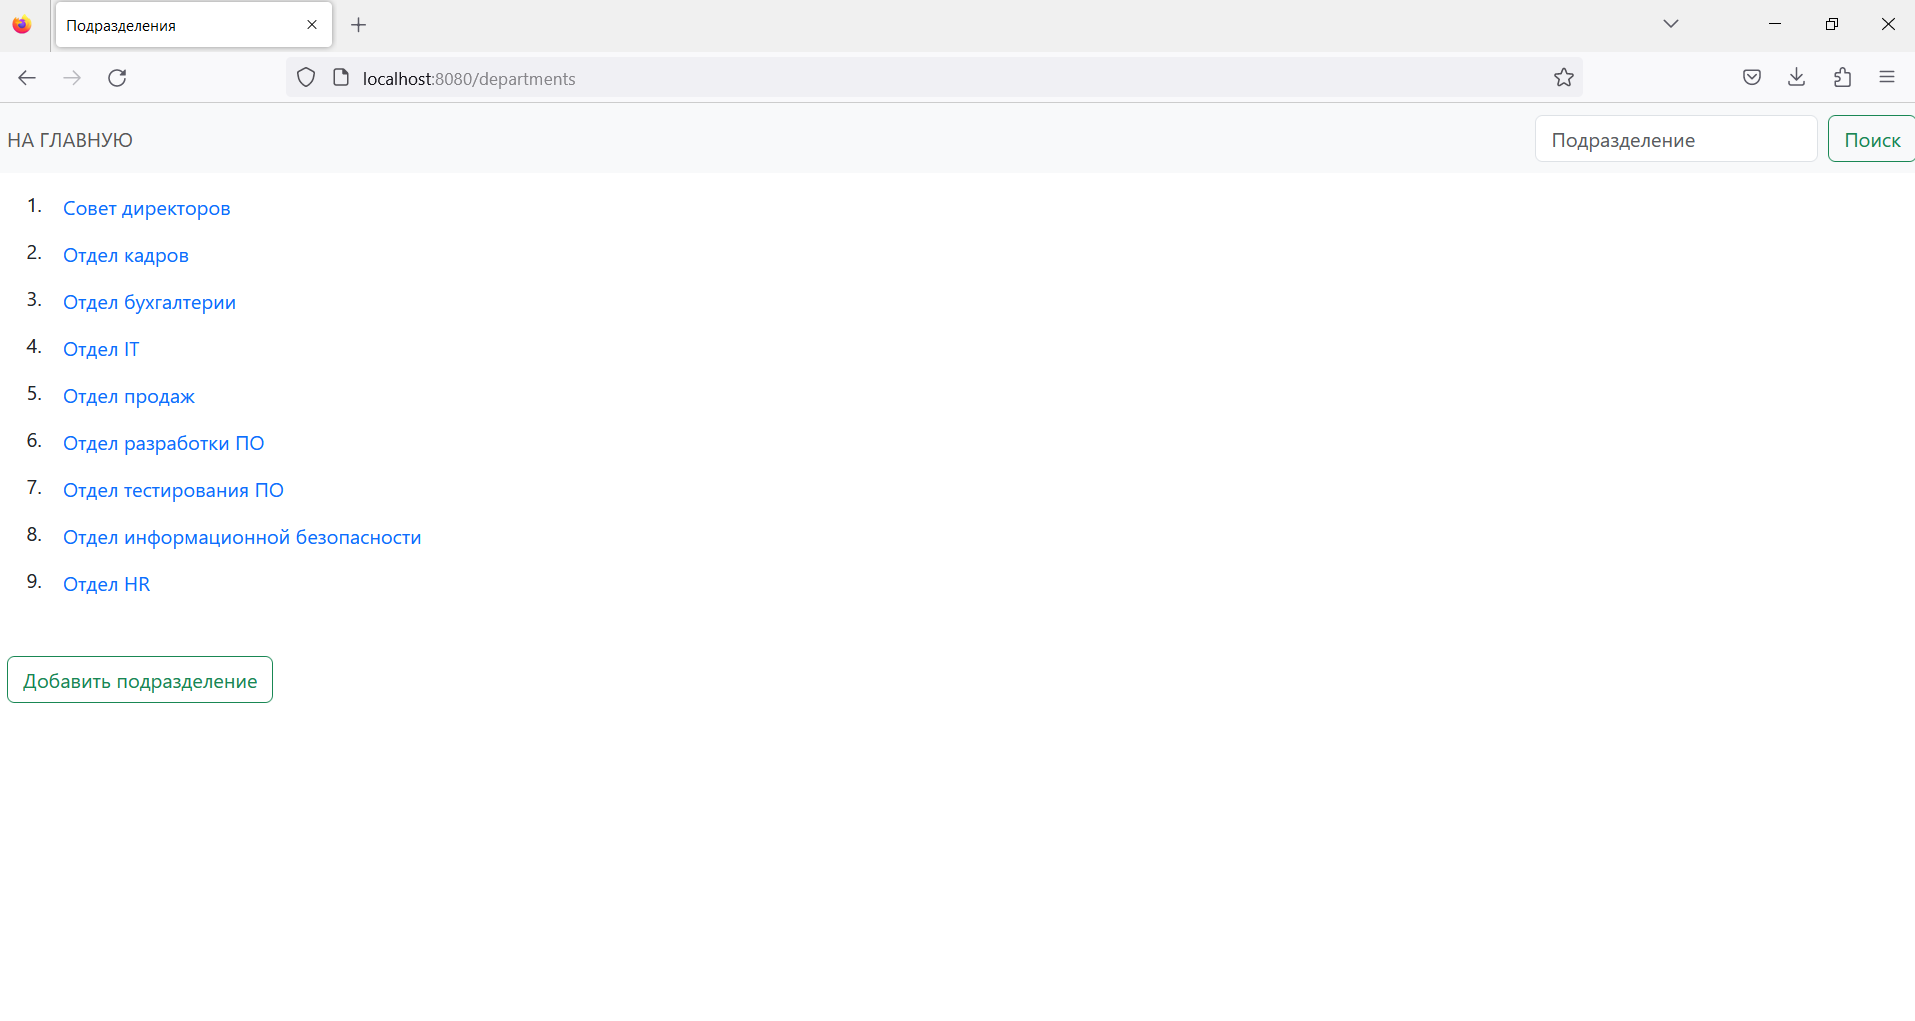 Подразделения
localhost:8080/departments
НА ГЛАВНУЮ
Подразделение
Поиск
1. Совет директоров
2. Отдел кадров
3. Отдел бухгалтерии
4. Отдел IT
5. Отдел продаж
6. Отдел разработки ПО
7. Отдел тестирования ПО
8. Отдел информационной безопасности
9. Отдел HR
Добавить подразделение